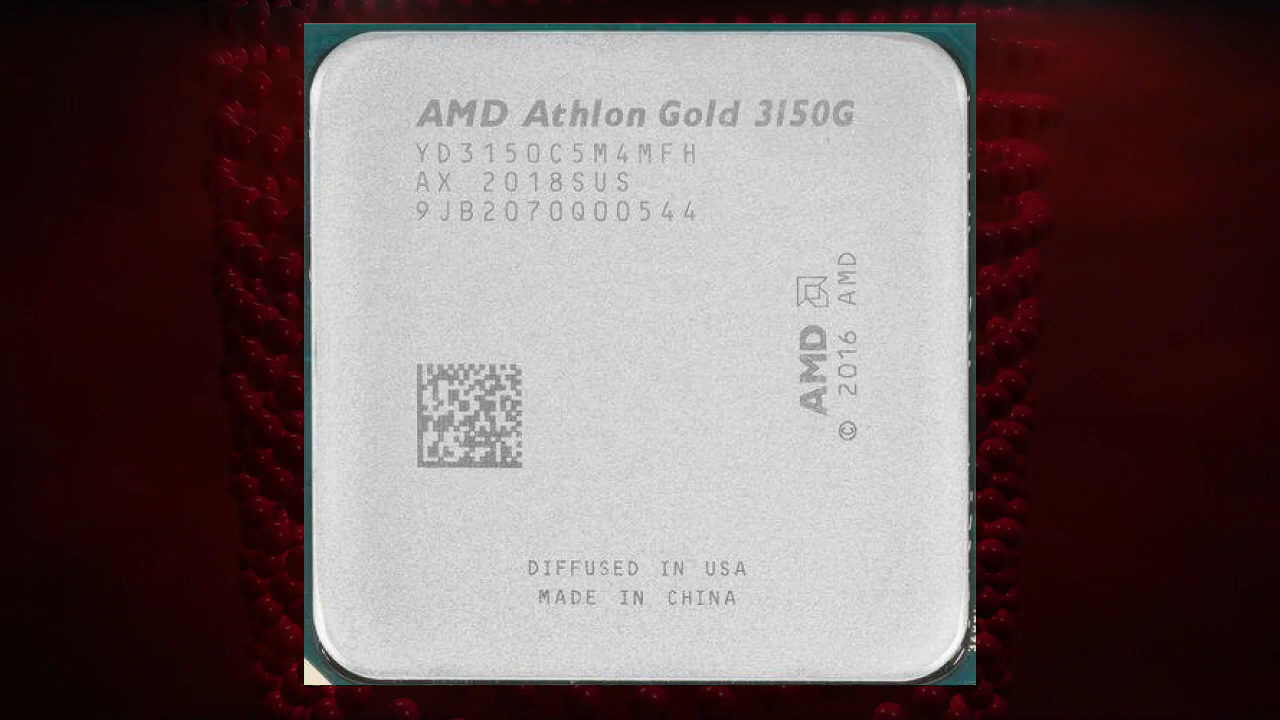 AMD Athlon Gold 3150G
YD3150C5M4MFH
AX 2018SUS
9JB2070Q00544
AMD
© 2016 AMD
DIFFUSED IN USA
MADE IN CHINA